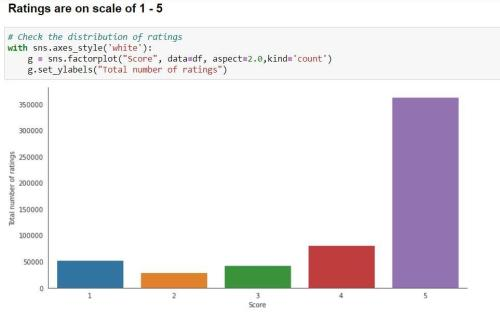 Ratings are on scale of 1 - 5
# Check the distribution of ratings
with sns.axes_style('white'):
    g = sns.factorplot("Score", data=df, aspect=2.0,kind='count')
    g.set_ylabels("Total number of ratings")
350000
300000
250000
200000
150000
100000
50000
0
Total number of ratings
1 2 3 4 5
Score